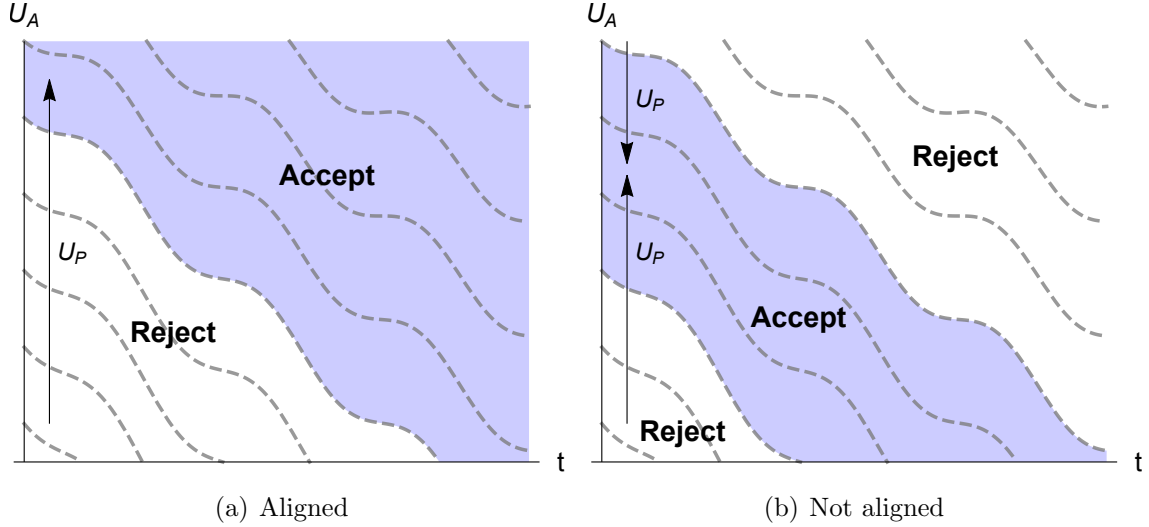 U_A
Accept
U_P
Reject
t
(a) Aligned
U_A
U_P
Reject
U_P
Accept
Reject
t
(b) Not aligned